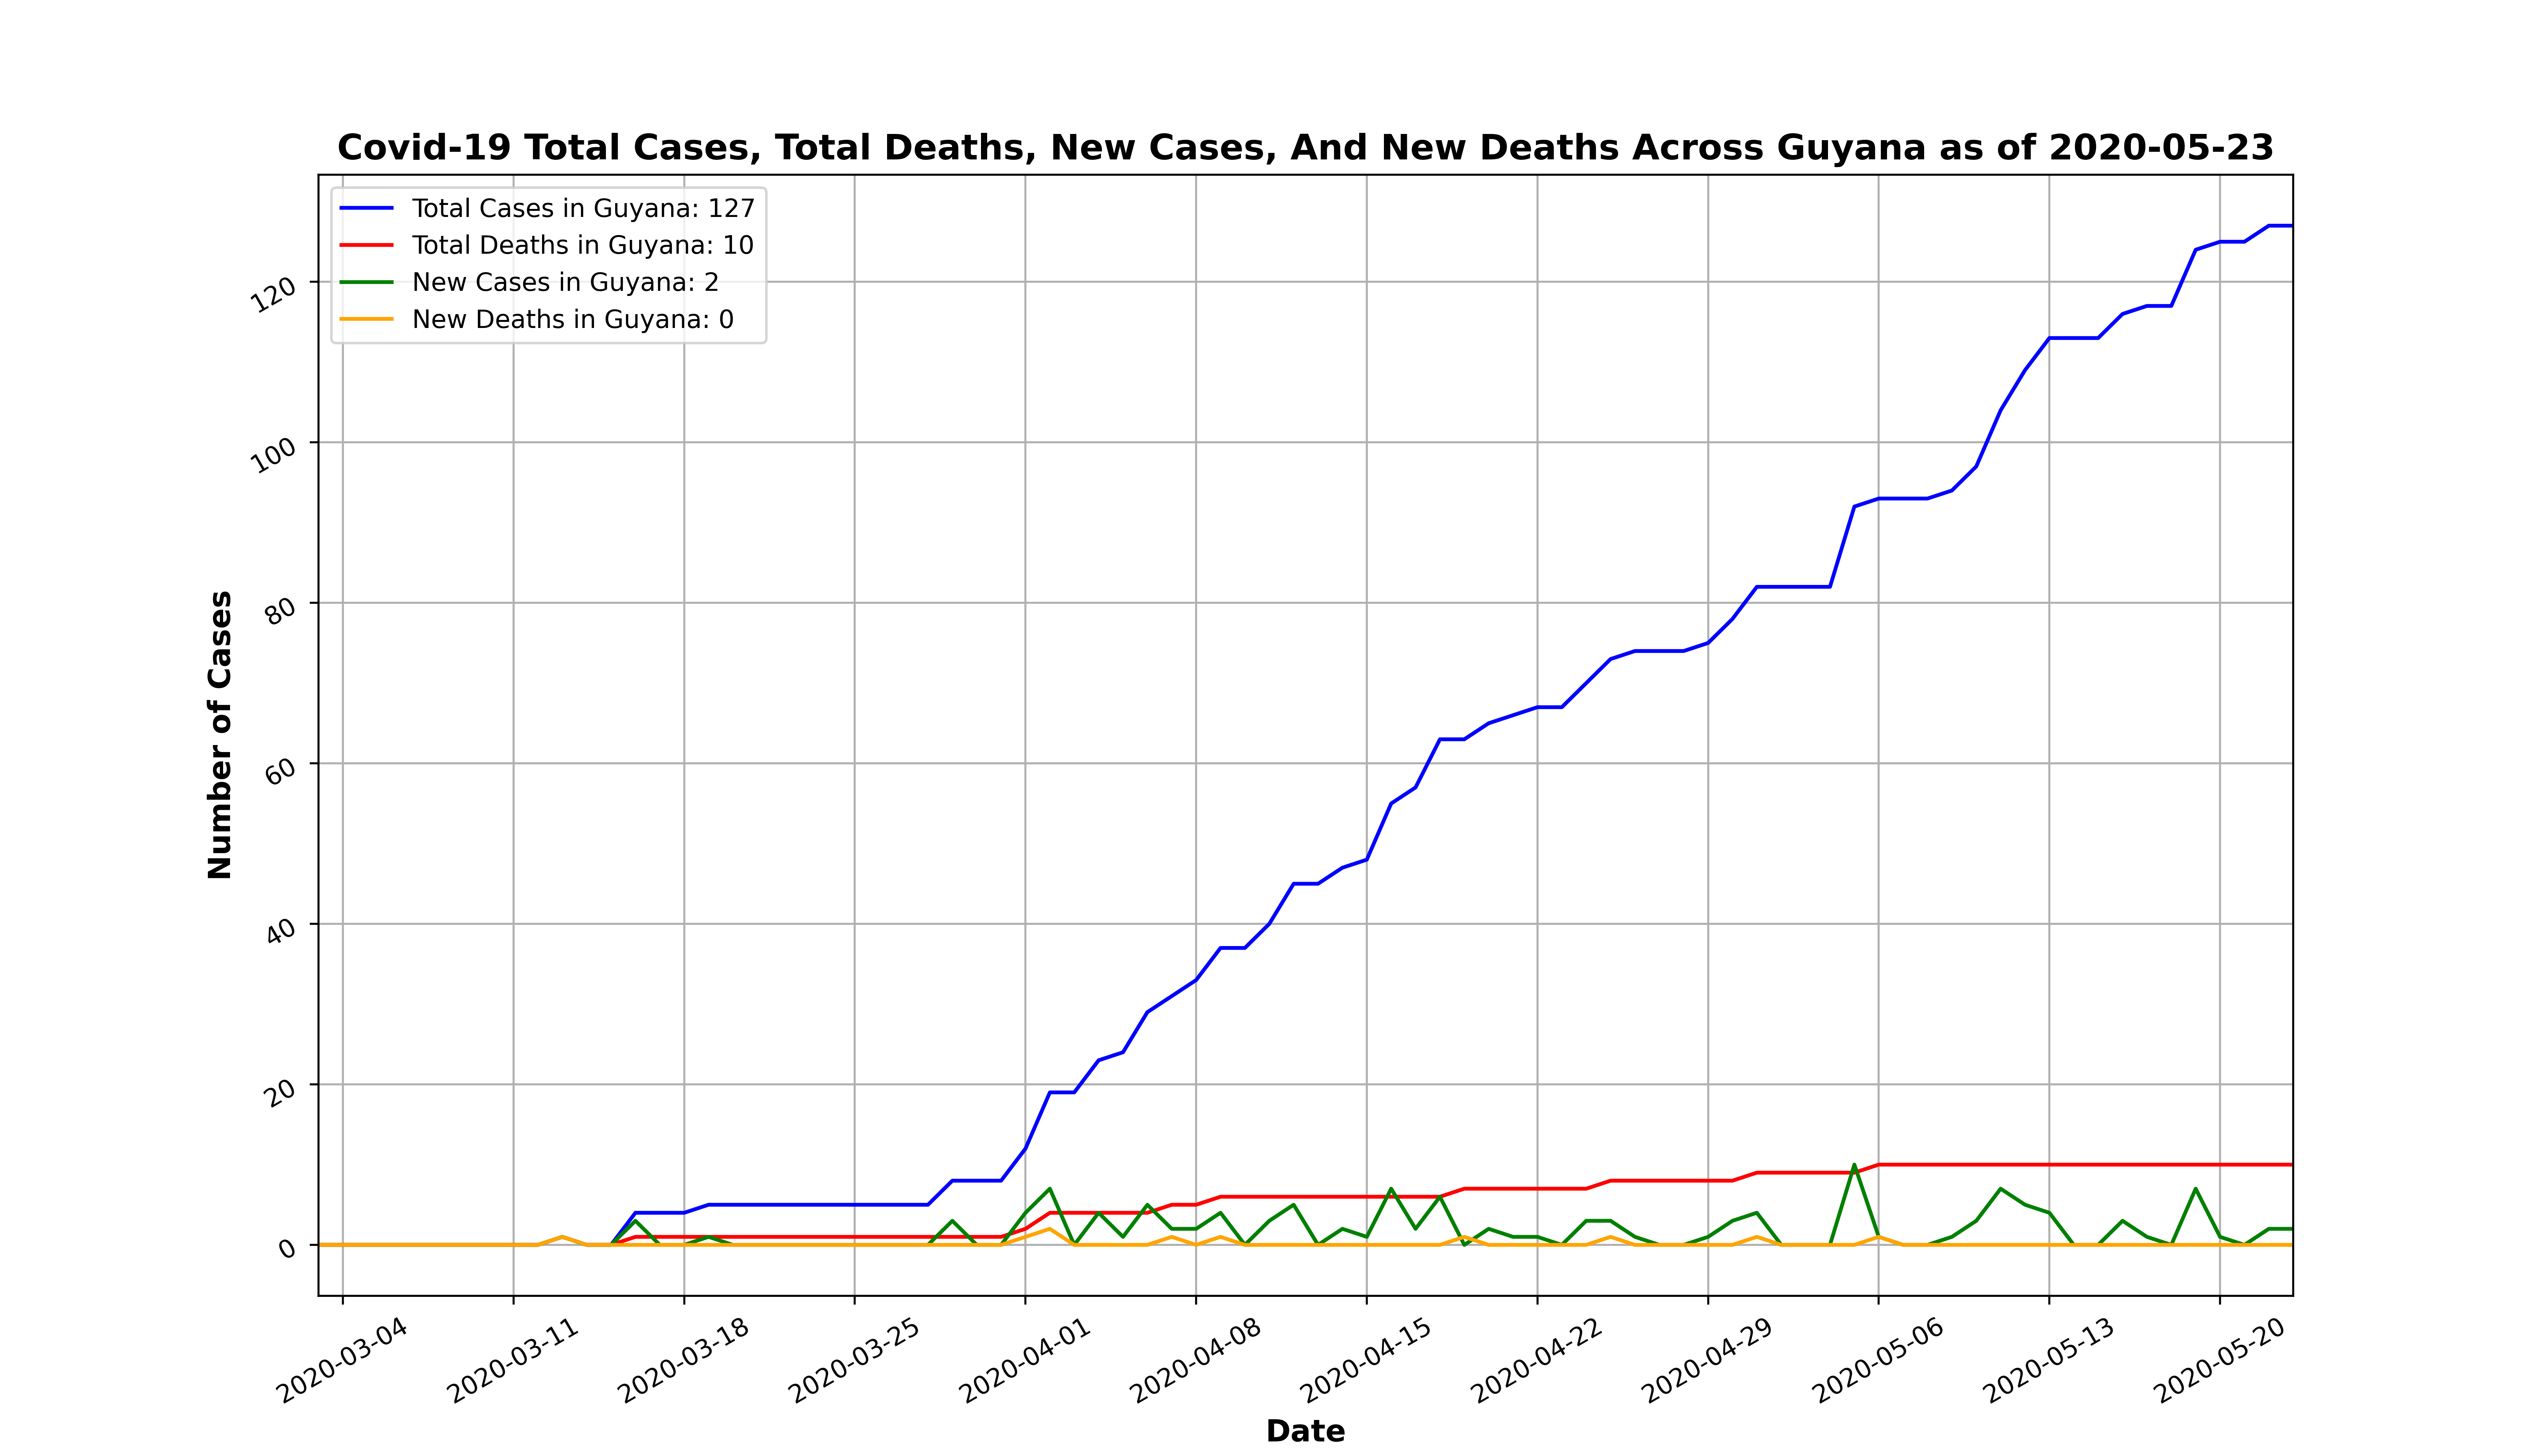 Covid-19 Total Cases, Total Deaths, New Cases, And New Deaths Across Guyana as of 2020-05-23
Total Cases in Guyana: 127
Total Deaths in Guyana: 10
New Cases in Guyana: 2
New Deaths in Guyana: 0
Number of Cases
120
100
80
60
40
20
0
2020-03-04
2020-03-11
2020-03-18
2020-03-25
2020-04-01
2020-04-08
2020-04-15
2020-04-22
2020-04-29
2020-05-06
2020-05-13
2020-05-20
Date